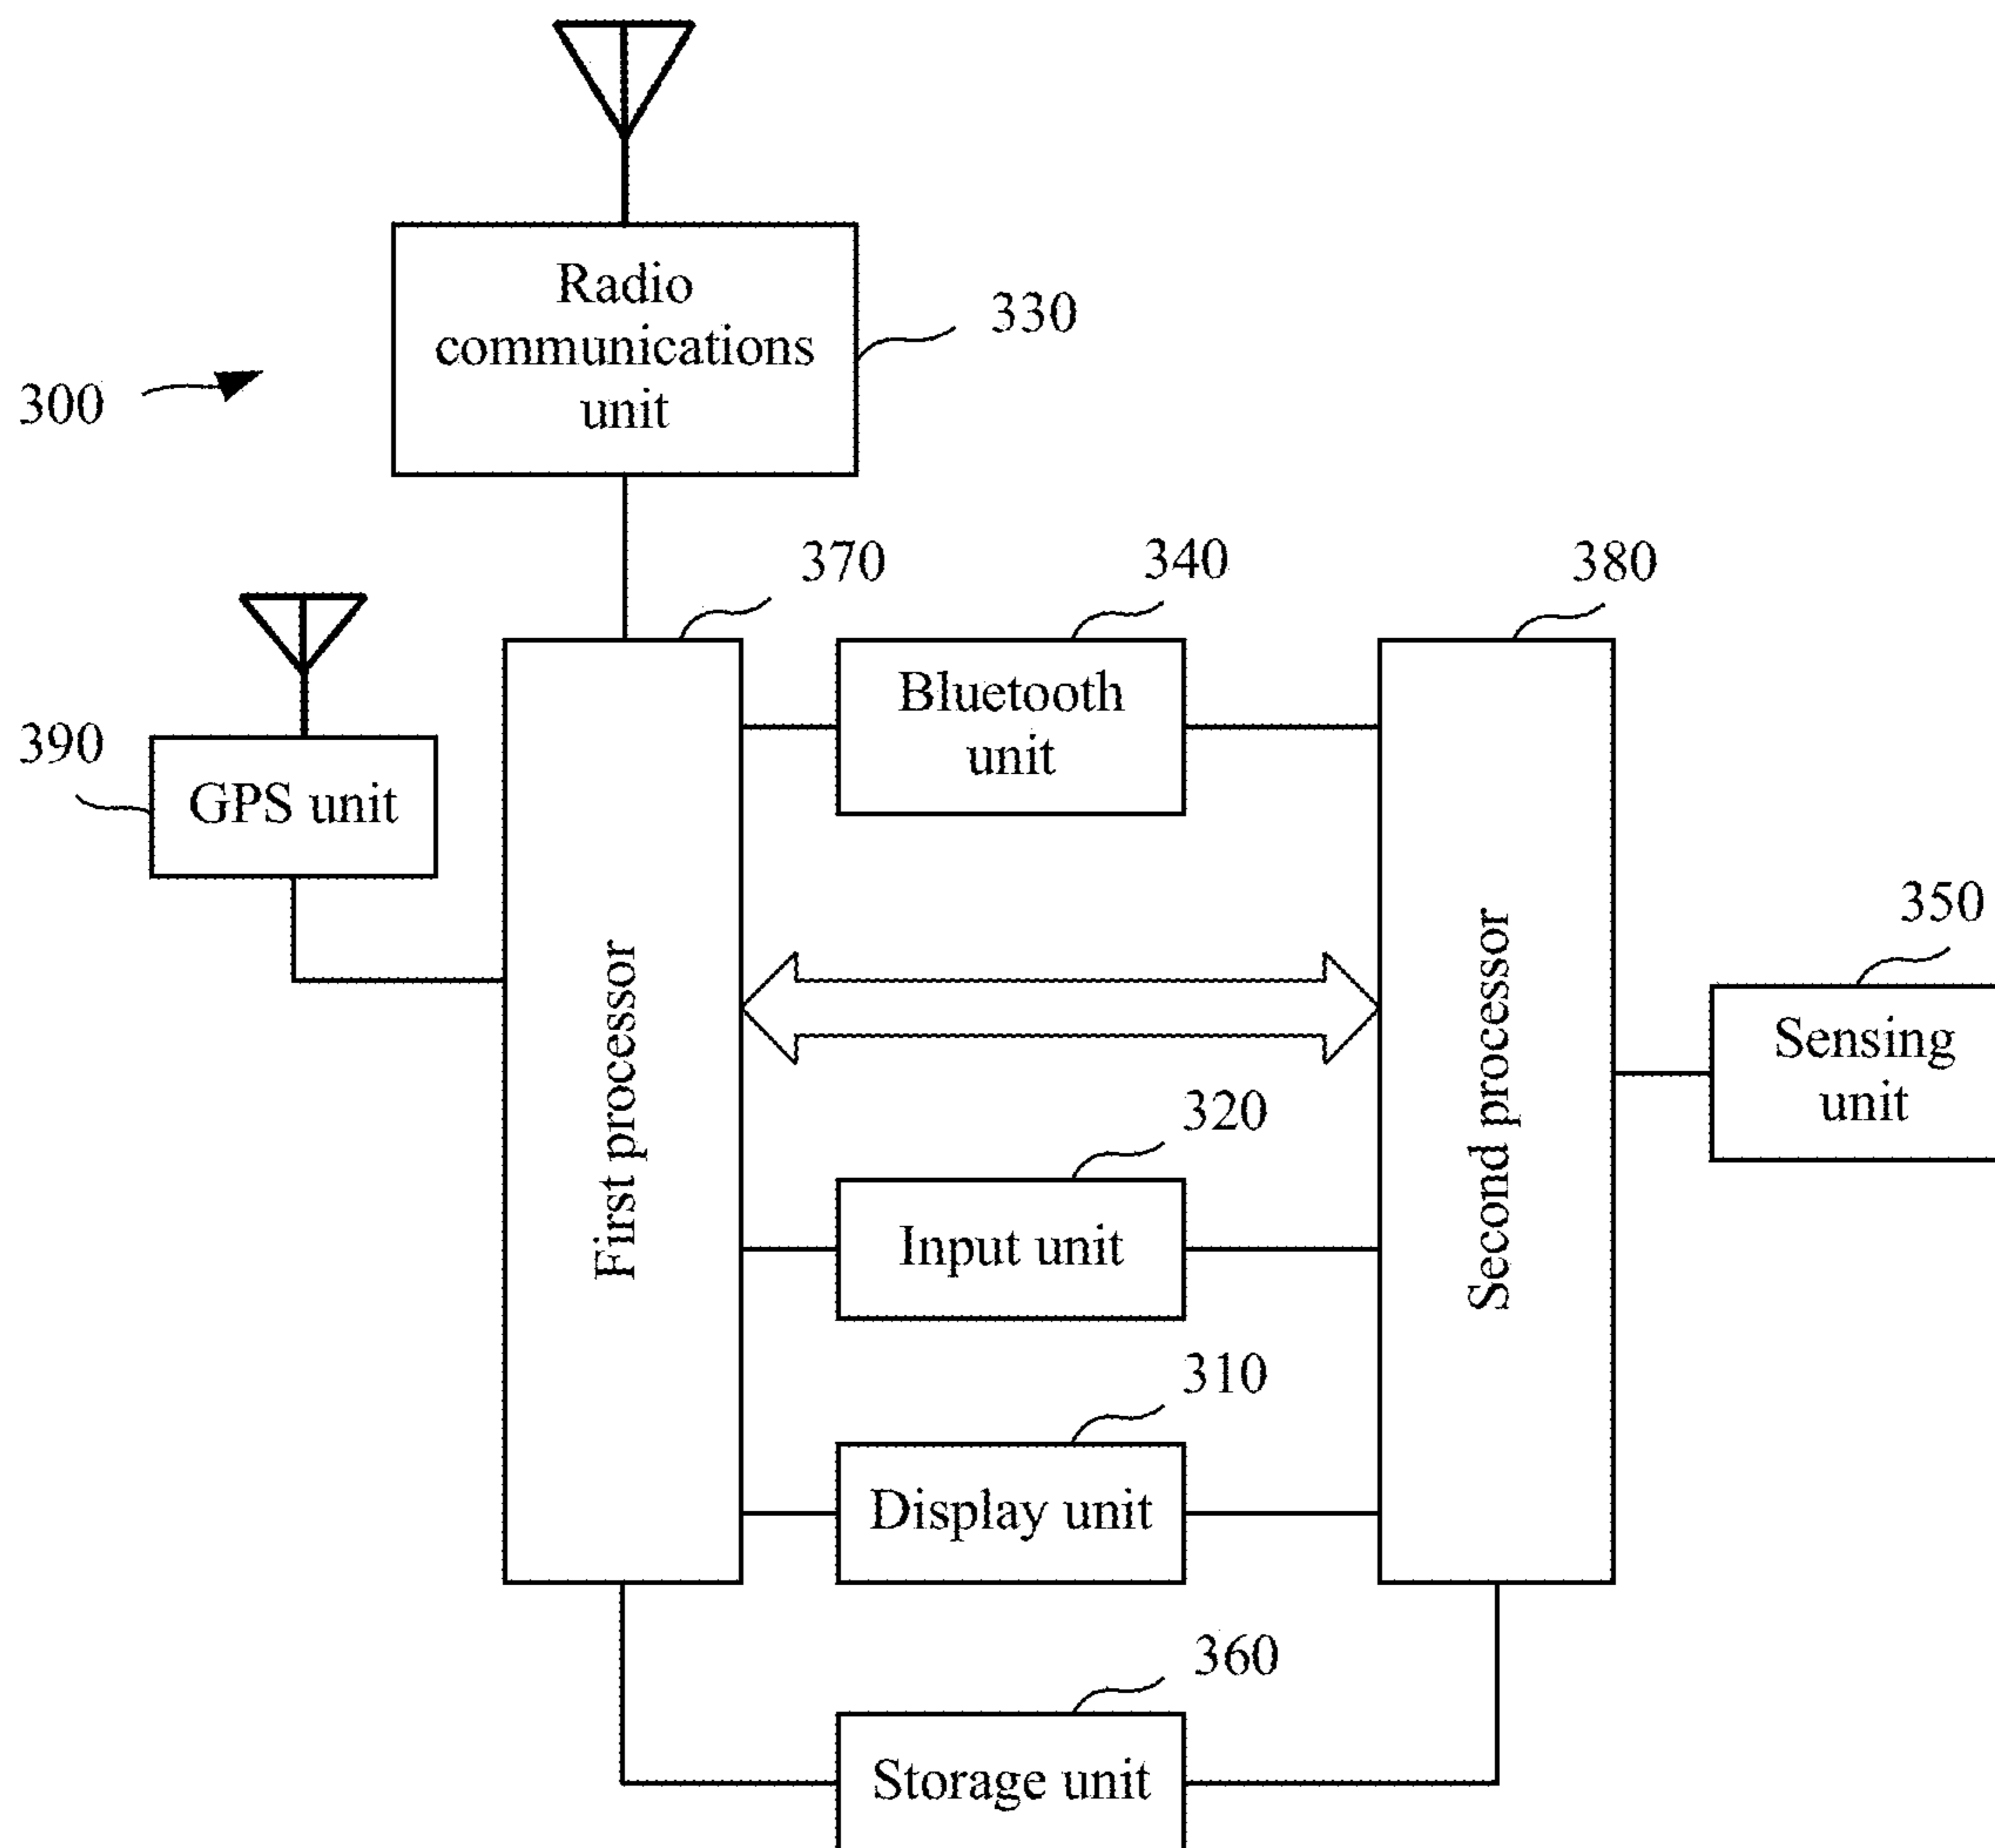 Radio
communications
unit
330
300
370
340
380
390
GPS unit
Bluetooth
unit
350
First processor
Second processor
Sensing
unit
320
Input unit
310
Display unit
360
Storage unit